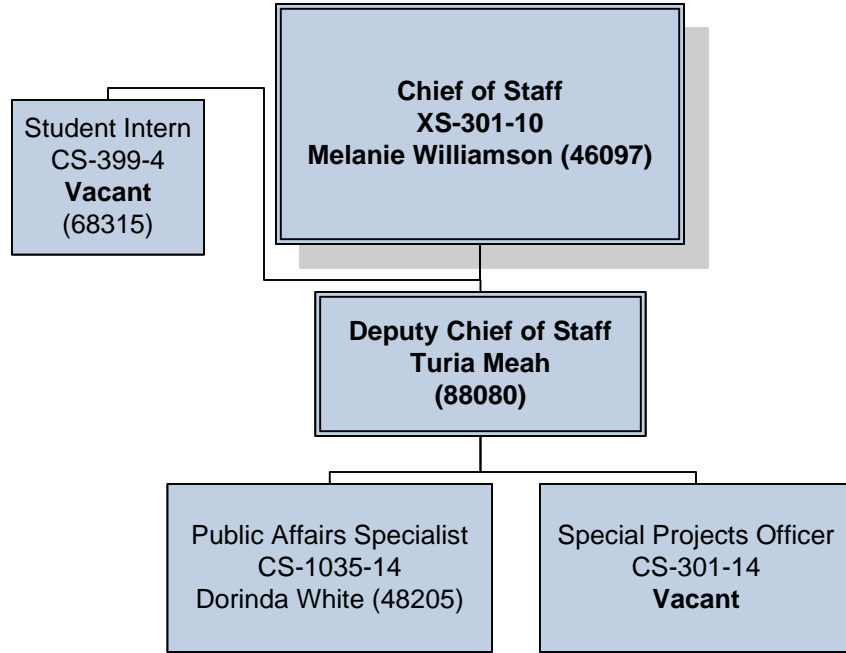 Chief of Staff
XS-301-10
Melanie Williamson (46097)
Student Intern
CS-399-4
Vacant
(68315)
Deputy Chief of Staff
Turia Meah
(88080)
Public Affairs Specialist
CS-1035-14
Dorinda White (48205)
Special Projects Officer
CS-301-14
Vacant